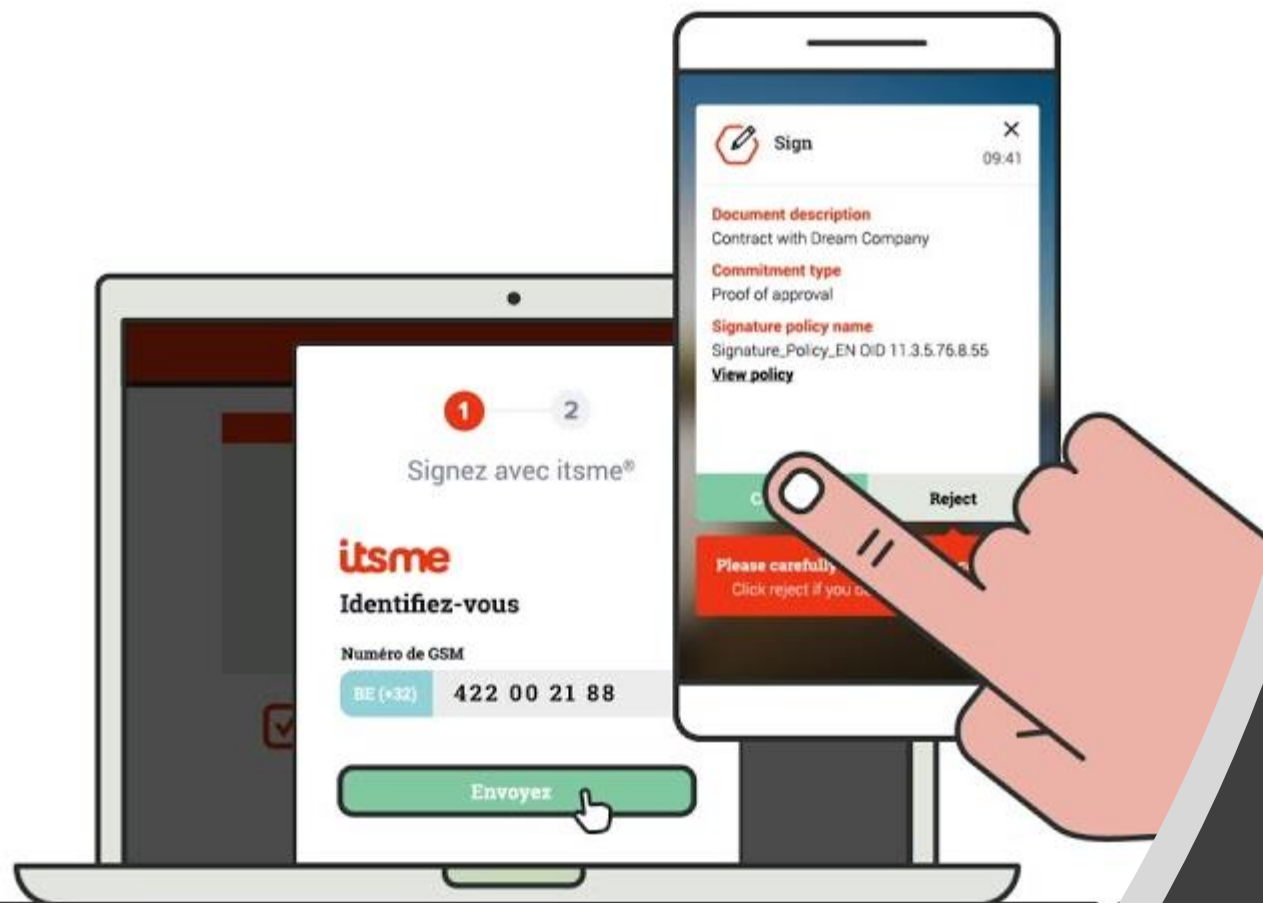 Sign
09:41
Document description
Contract with Dream Company
Commitment type
Proof of approval
Signature policy name
Signature_Policy_EN OID 11.3.5.76.8.55
View policy
Reject
Please carefully
Click reject if you
1 2
Signez avec itsme®
itsme
Identifiez-vous
Numéro de GSM
BE (+32) 422 00 21 88
Envoyez